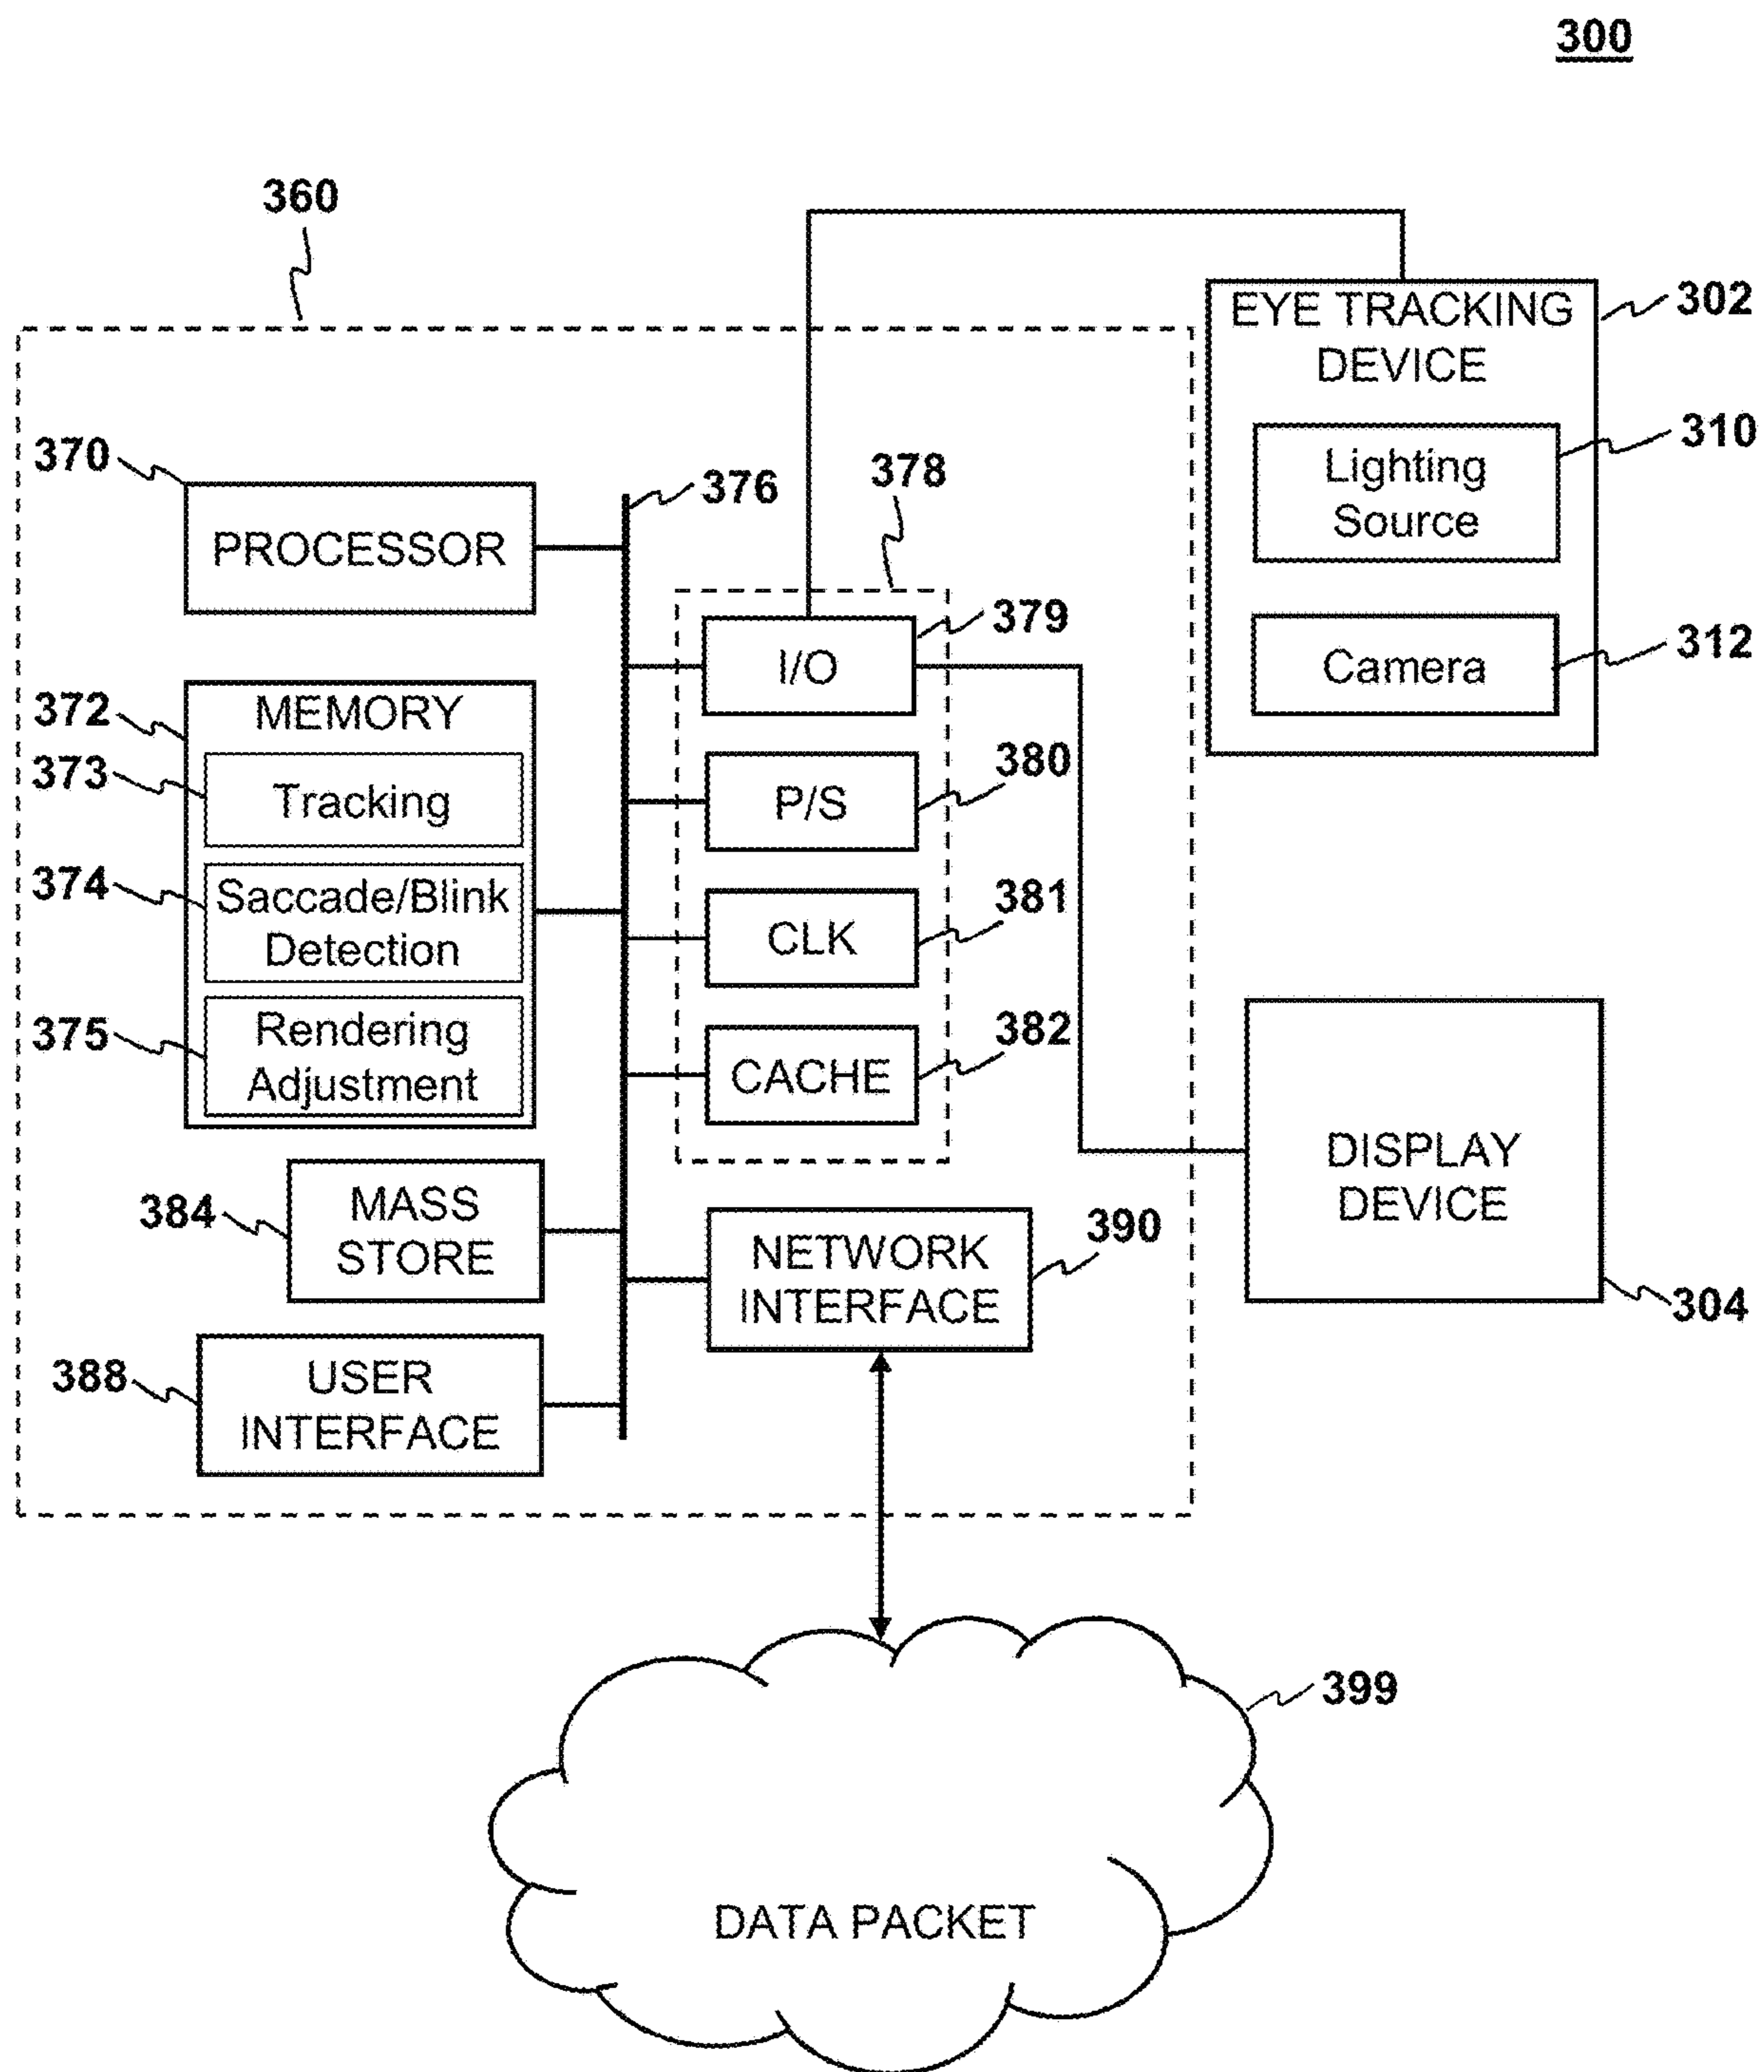 300
360
EYE TRACKING
DEVICE
302
Lighting
Source
310
Camera
312
370
PROCESSOR
376
378
I/O
379
372
MEMORY
373
Tracking
374
Saccade/Blink
Detection
375
Rendering
Adjustment
P/S
380
CLK
381
CACHE
382
DISPLAY
DEVICE
304
384
MASS
STORE
NETWORK
INTERFACE
390
388
USER
INTERFACE
399
DATA PACKET